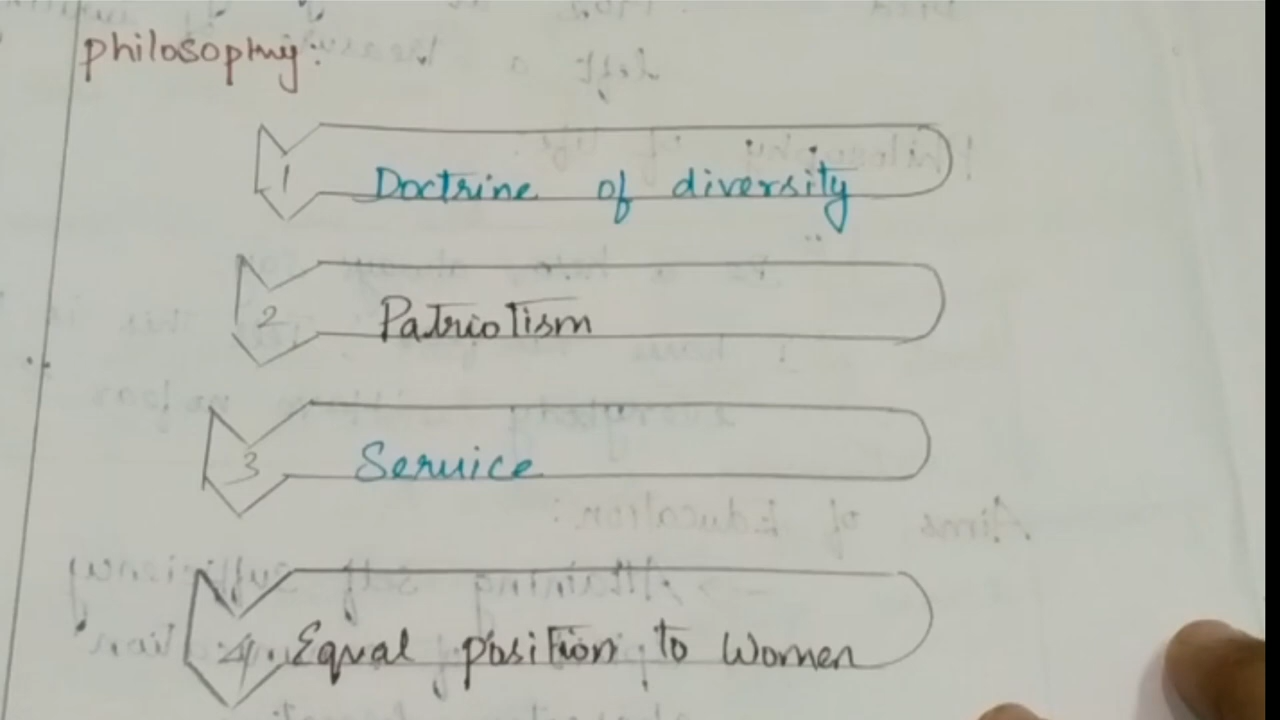 philosophy:
1 Doctrine of diversity
2 Patriotism
3 Service
4. Equal position to Women